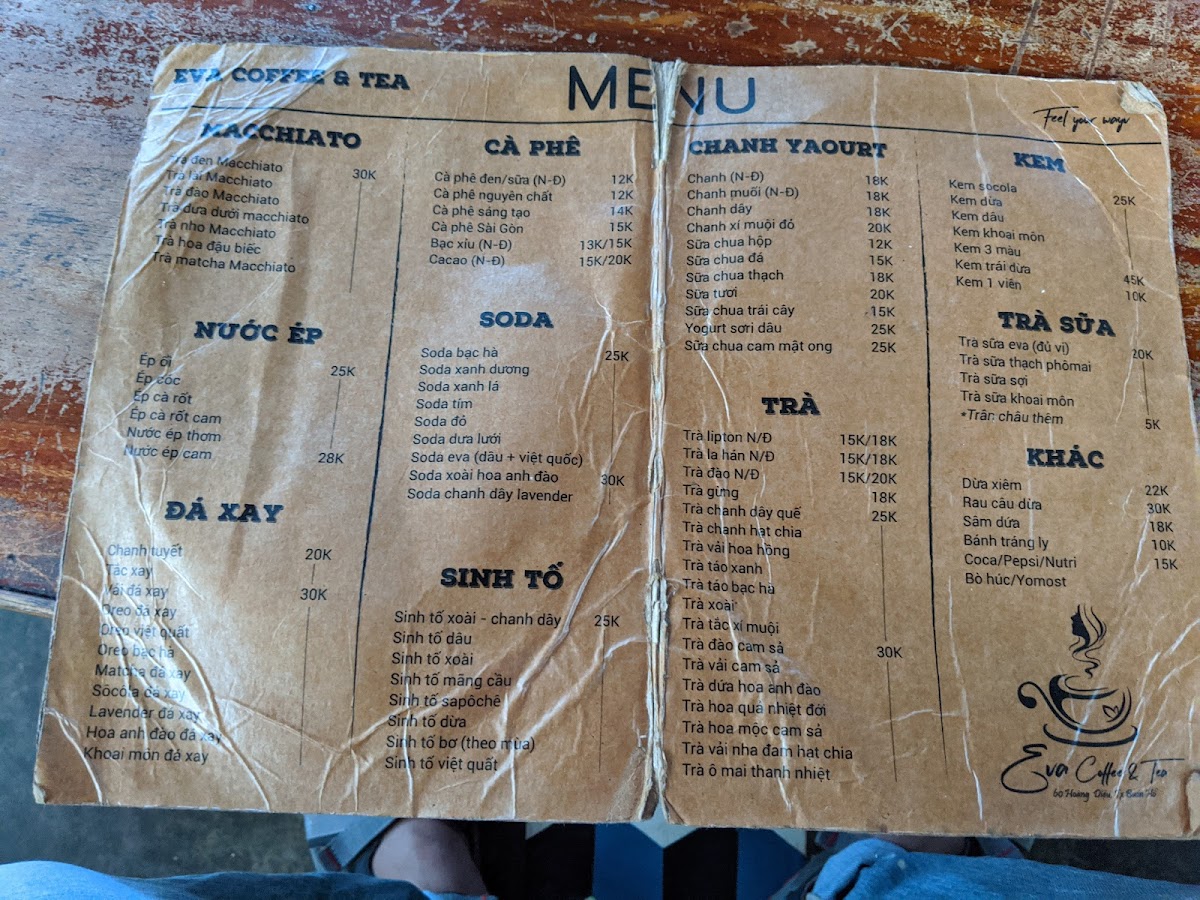 EVA COFFEE & TEA
MENU
Feel your way
MACCHIATO
Trà đen Macchiato 30K
Trà lài Macchiato
Trà đào Macchiato
Trà dưa dưới macchiato
Trà nho Macchiato
Trà hoa đậu biếc
Trà matcha Macchiato
NƯỚC ÉP
Ép ổi 25K
Ép cóc
Ép cà rốt
Ép cà rốt cam
Nước ép thơm
Nước ép cam 28K
ĐÁ XAY
Chanh tuyết 20K
Tắc xay
Vải đá xay 30K
Oreo đá xay
Oreo việt quất
Oreo bạc hà
Matcha đá xay
Sôcôla đá xay
Lavender đá xay
Hoa anh đào đá xay
Khoai môn đá xay
CÀ PHÊ
Cà phê đen/sữa (N-Đ) 12K
Cà phê nguyên chất 12K
Cà phê sáng tạo 14K
Cà phê Sài Gòn 15K
Bạc xíu (N-Đ) 13K/15K
Cacao (N-Đ) 15K/20K
SODA
Soda bạc hà 25K
Soda xanh dương
Soda xanh lá
Soda tím
Soda đỏ
Soda dưa lưới
Soda eva (dâu + việt quốc)
Soda xoài hoa anh đào 30K
Soda chanh dây lavender
SINH TỐ
Sinh tố xoài - chanh dây 25K
Sinh tố dâu
Sinh tố xoài
Sinh tố mãng cầu
Sinh tố sapôchê
Sinh tố dừa
Sinh tố bơ (theo mùa)
Sinh tố việt quất
CHANH YAOURT
Chanh (N-Đ) 18K
Chanh muối (N-Đ) 18K
Chanh dây 18K
Chanh xí muội đỏ 20K
Sữa chua hộp 12K
Sữa chua đá 15K
Sữa chua thạch 18K
Sữa tươi 20K
Sữa chua trái cây 15K
Yogurt sơri dâu 25K
Sữa chua cam mật ong 25K
TRÀ
Trà lipton N/Đ 15K/18K
Trà la hán N/Đ 15K/18K
Trà đào N/Đ 15K/20K
Trà gừng 18K
Trà chanh dây quế 25K
Trà chanh hạt chia
Trà vải hoa hồng
Trà táo xanh
Trà táo bạc hà
Trà xoài
Trà tắc xí muội
Trà đào cam sả 30K
Trà vải cam sả
Trà dứa hoa anh đào
Trà hoa quả nhiệt đới
Trà hoa mộc cam sả
Trà vải nha đam hạt chia
Trà ô mai thanh nhiệt
KEM
Kem socola 25K
Kem dừa
Kem dâu
Kem khoai môn
Kem 3 màu
Kem trái dừa 45K
Kem 1 viên 10K
TRÀ SỮA
Trà sữa eva (đủ vị) 20K
Trà sữa thạch phômai
Trà sữa sợi
Trà sữa khoai môn
*Trân châu thêm 5K
KHÁC
Dừa xiêm 22K
Rau câu dừa 30K
Sâm dứa 18K
Bánh tráng ly 10K
Coca/Pepsi/Nutri 15K
Bò húc/Yomost
Eva Coffee & Tea
60 Hoàng Diệu, Tx Buôn Hồ